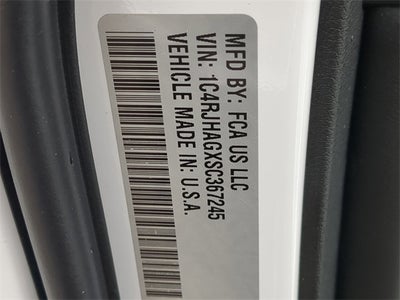 MFD BY: FCA US LLC
VIN: 1C4RJHAGXSC367245
VEHICLE MADE IN: U.S.A.